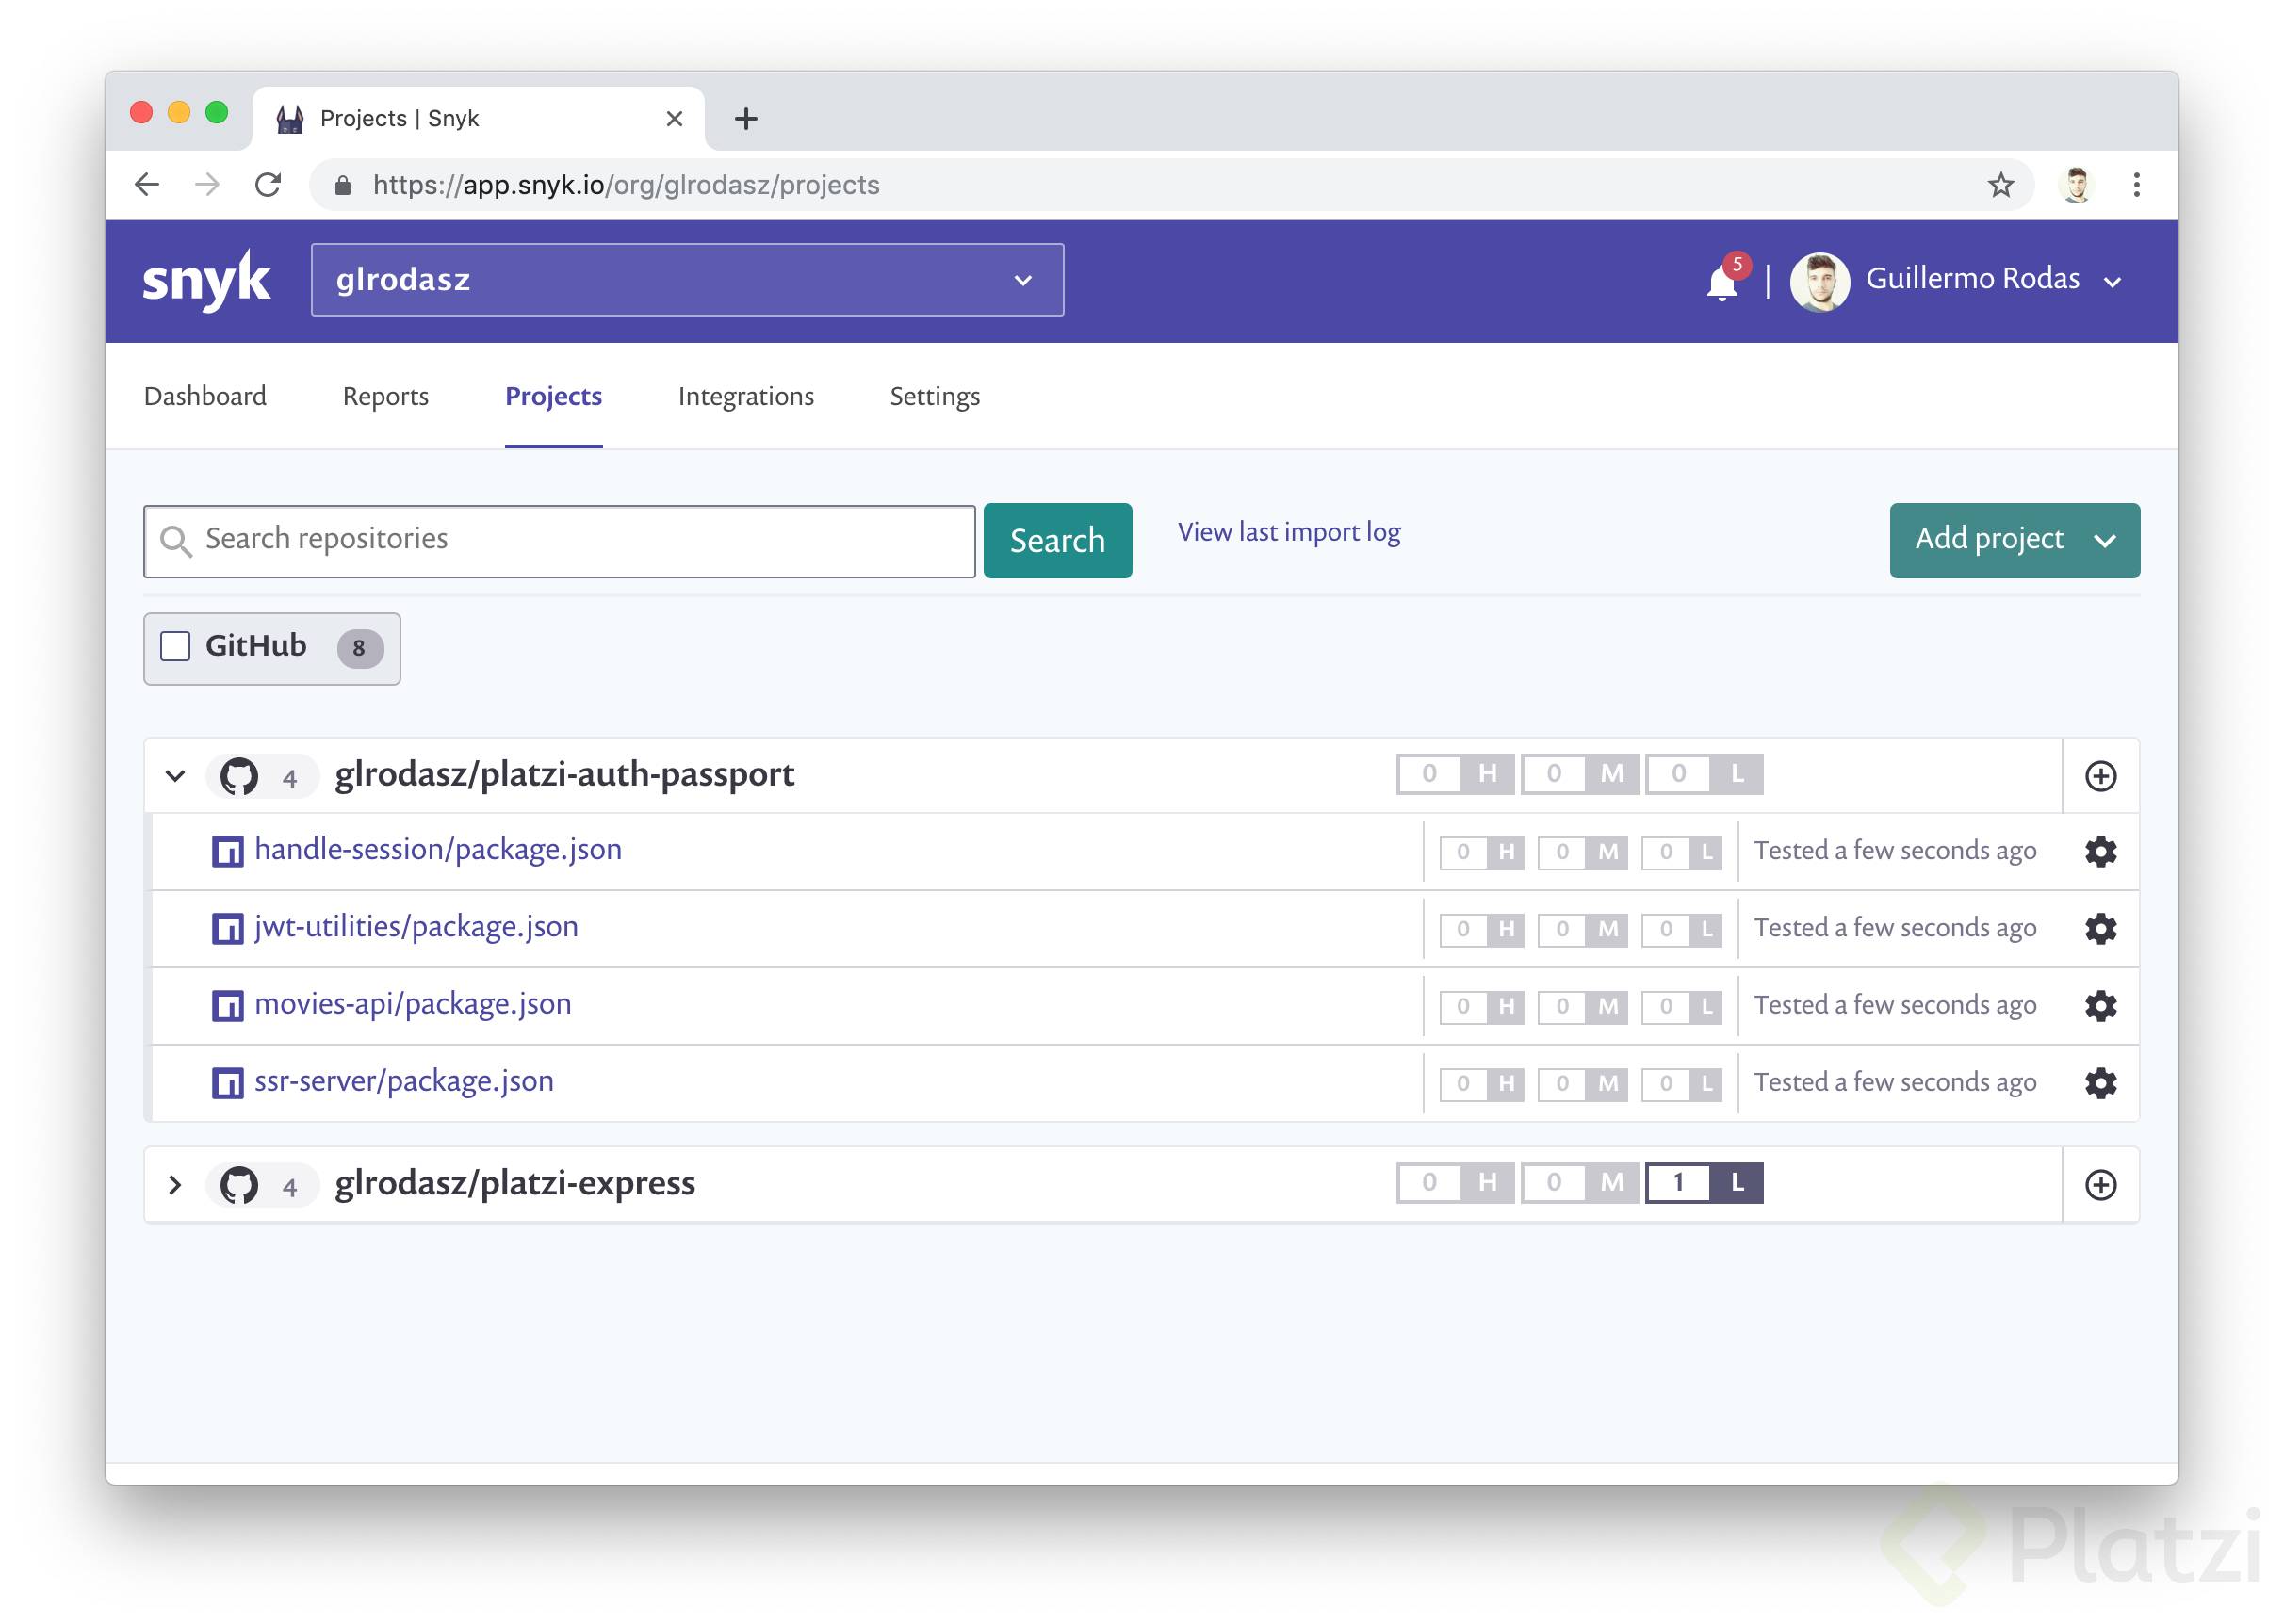 Projects | Snyk
https://app.snyk.io/org/glrodasz/projects
snyk glrodasz 5 Guillermo Rodas
Dashboard Reports Projects Integrations Settings
Search repositories Search View last import log Add project
GitHub 8
4 glrodasz/platzi-auth-passport 0 H 0 M 0 L
handle-session/package.json 0 H 0 M 0 L Tested a few seconds ago
jwt-utilities/package.json 0 H 0 M 0 L Tested a few seconds ago
movies-api/package.json 0 H 0 M 0 L Tested a few seconds ago
ssr-server/package.json 0 H 0 M 0 L Tested a few seconds ago
4 glrodasz/platzi-express 0 H 0 M 1 L
Platzi